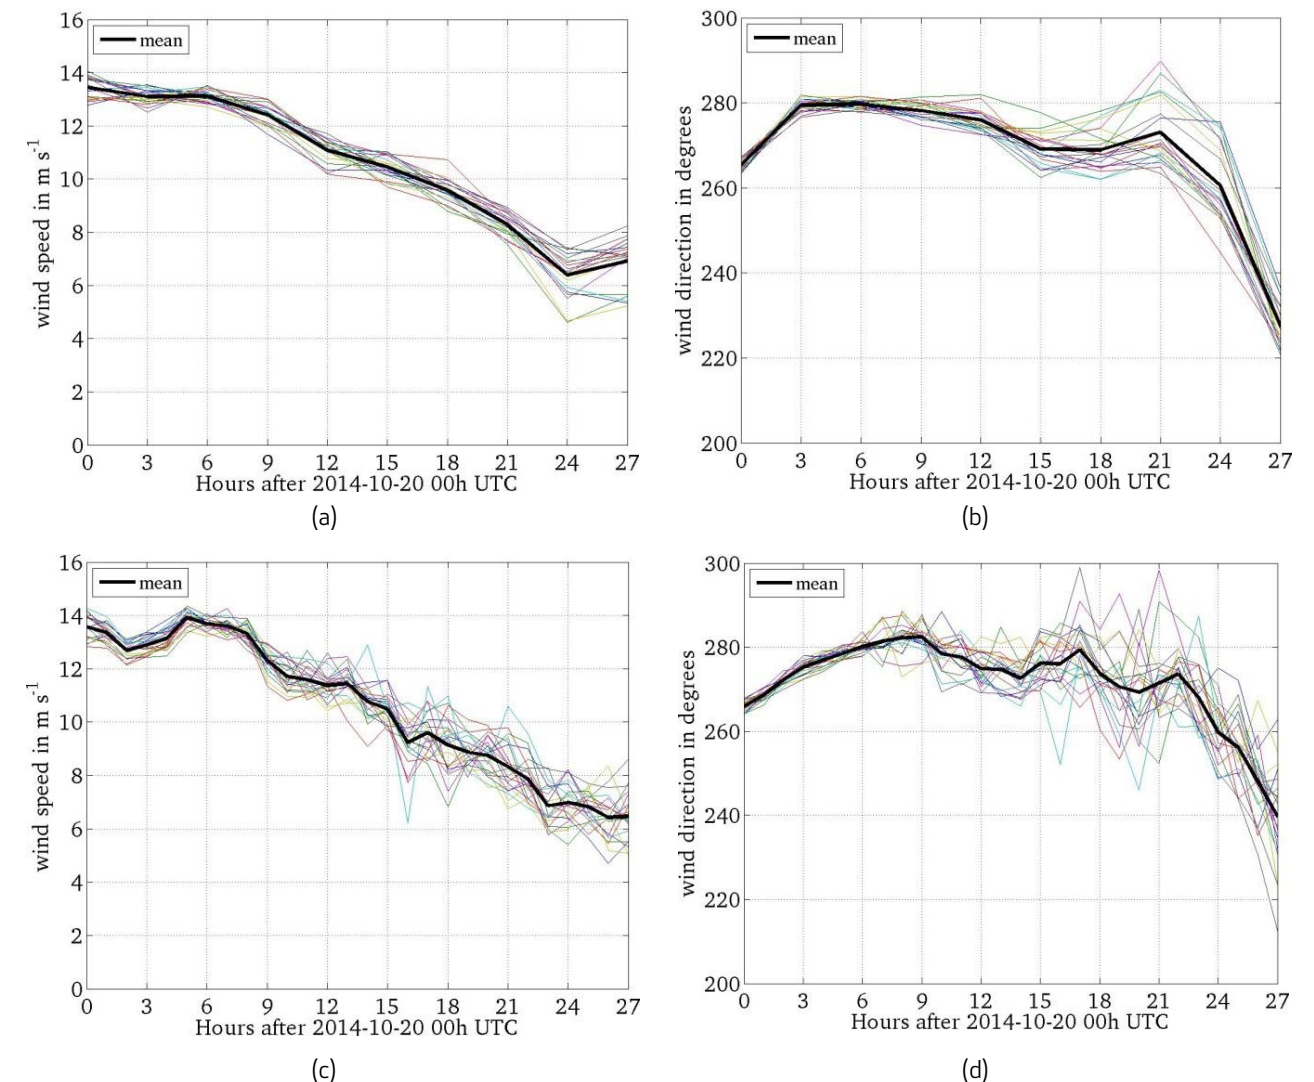 mean
wind speed in m s-1
16
14
12
10
8
6
4
2
0
0 3 6 9 12 15 18 21 24 27
Hours after 2014-10-20 00h UTC
(a)
mean
wind direction in degrees
300
280
260
240
220
200
0 3 6 9 12 15 18 21 24 27
Hours after 2014-10-20 00h UTC
(b)
mean
wind speed in m s-1
16
14
12
10
8
6
4
2
0
0 3 6 9 12 15 18 21 24 27
Hours after 2014-10-20 00h UTC
(c)
mean
wind direction in degrees
300
280
260
240
220
200
0 3 6 9 12 15 18 21 24 27
Hours after 2014-10-20 00h UTC
(d)